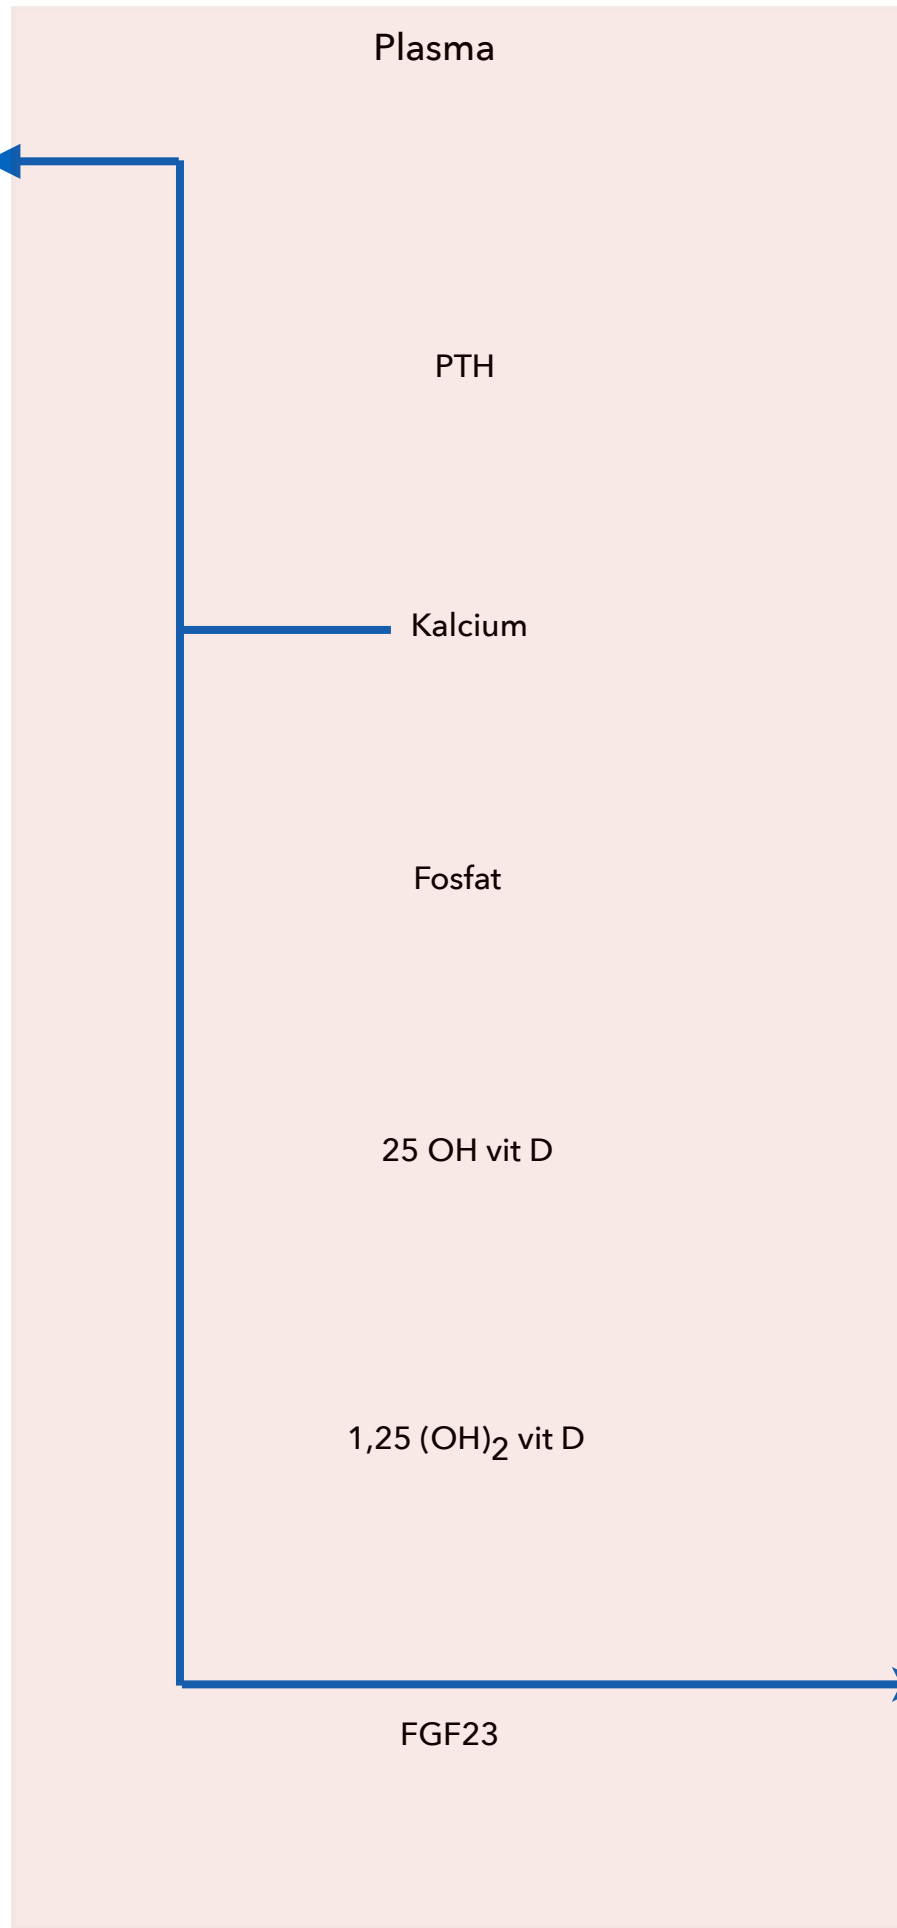 Plasma
PTH
Kalcium
Fosfat
25 OH vit D
1,25 (OH)2 vit D
FGF23